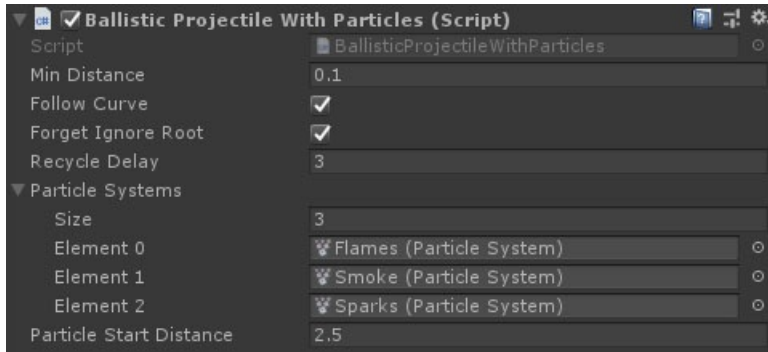 Ballistic Projectile With Particles (Script)
Script BallisticProjectileWithParticles
Min Distance 0.1
Follow Curve
Forget Ignore Root
Recycle Delay 3
Particle Systems
Size 3
Element 0 Flames (Particle System)
Element 1 Smoke (Particle System)
Element 2 Sparks (Particle System)
Particle Start Distance 2.5